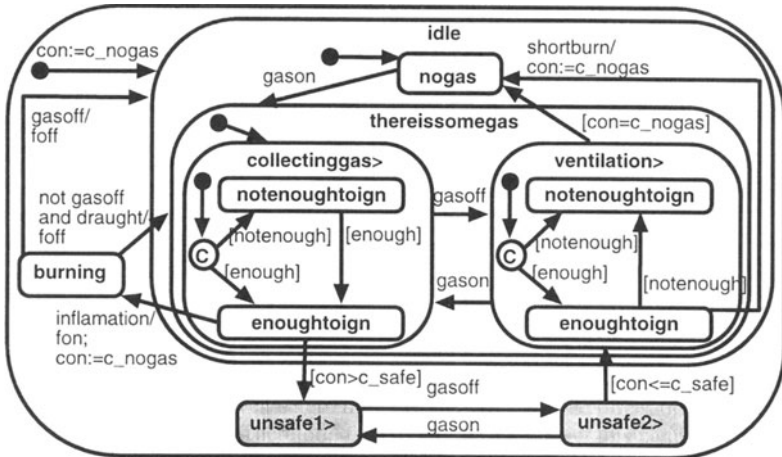 idle
con:=c_nogas
shortburn/
con:=c_nogas
nogas
gason
gasoff/
foff
thereissomegas
[con=c_nogas]
collectinggas>
ventilation>
notenoughtoign
notenoughtoign
gasoff
not gasoff
and draught/
foff
[notenough]
[enough]
[notenough]
C
C
[enough]
[enough]
burning
gason
[notenough]
enoughtoign
enoughtoign
inflamation/
fon;
con:=c_nogas
[con>c_safe]
gasoff
[con<=c_safe]
unsafe1>
unsafe2>
gason